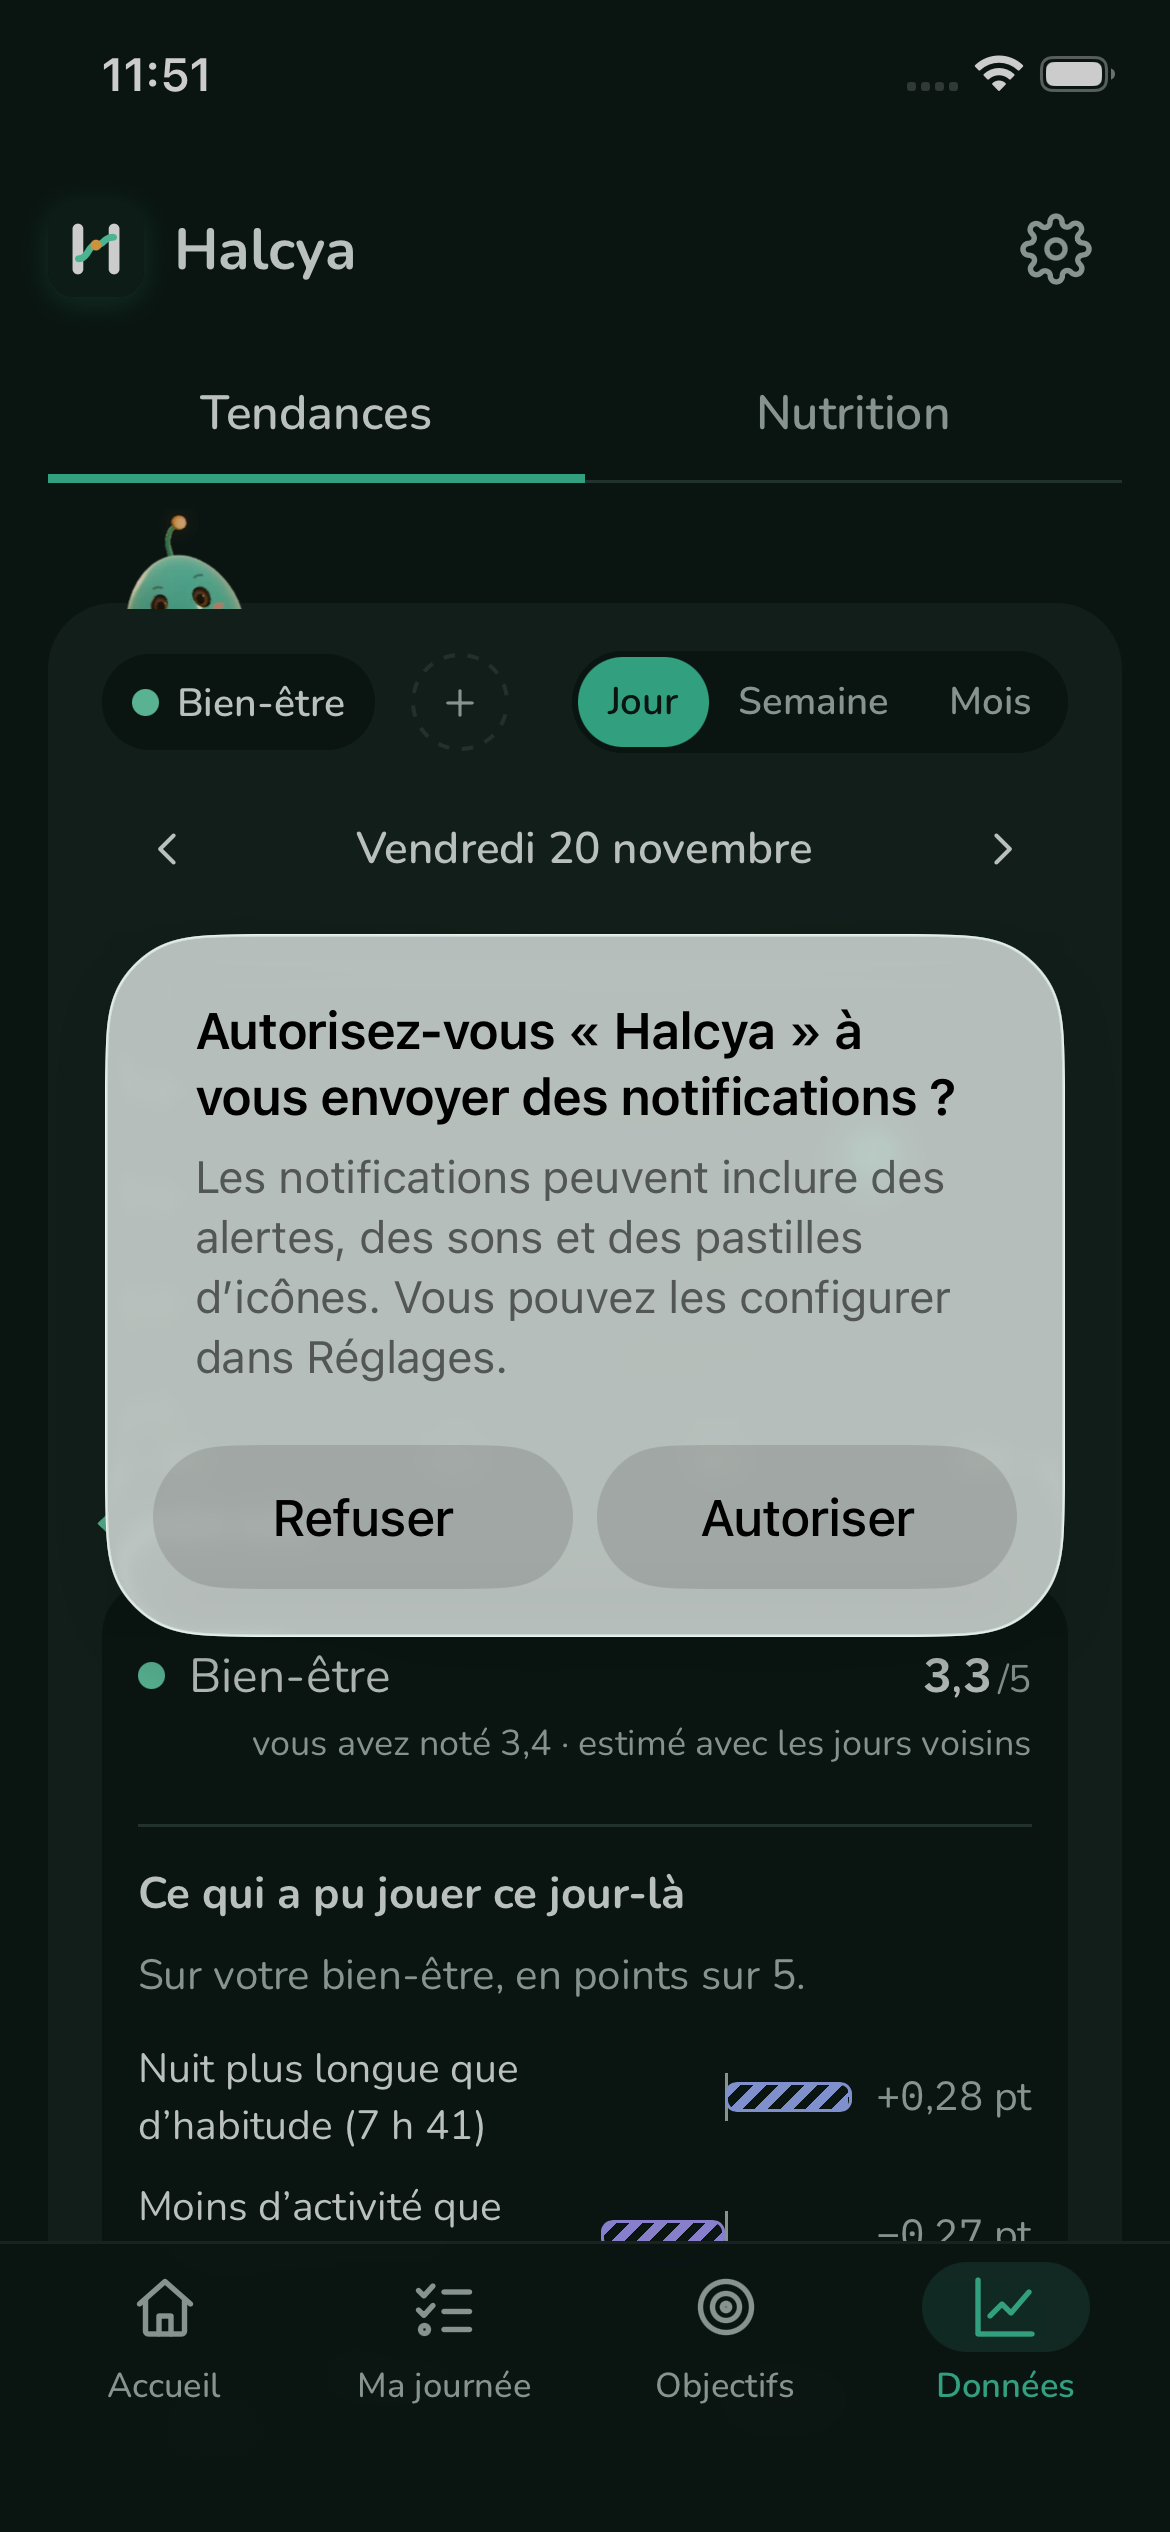 11:51
Halcya
Tendances
Nutrition
Bien-être
+
Jour
Semaine
Mois
Vendredi 20 novembre
Autorisez-vous « Halcya » à
vous envoyer des notifications ?
Les notifications peuvent inclure des
alertes, des sons et des pastilles
d’icônes. Vous pouvez les configurer
dans Réglages.
Refuser
Autoriser
Bien-être
3,3/5
vous avez noté 3,4 · estimé avec les jours voisins
Ce qui a pu jouer ce jour-là
Sur votre bien-être, en points sur 5.
Nuit plus longue que
d’habitude (7 h 41)
+0,28 pt
Moins d’activité que
−0,27 pt
Accueil
Ma journée
Objectifs
Données